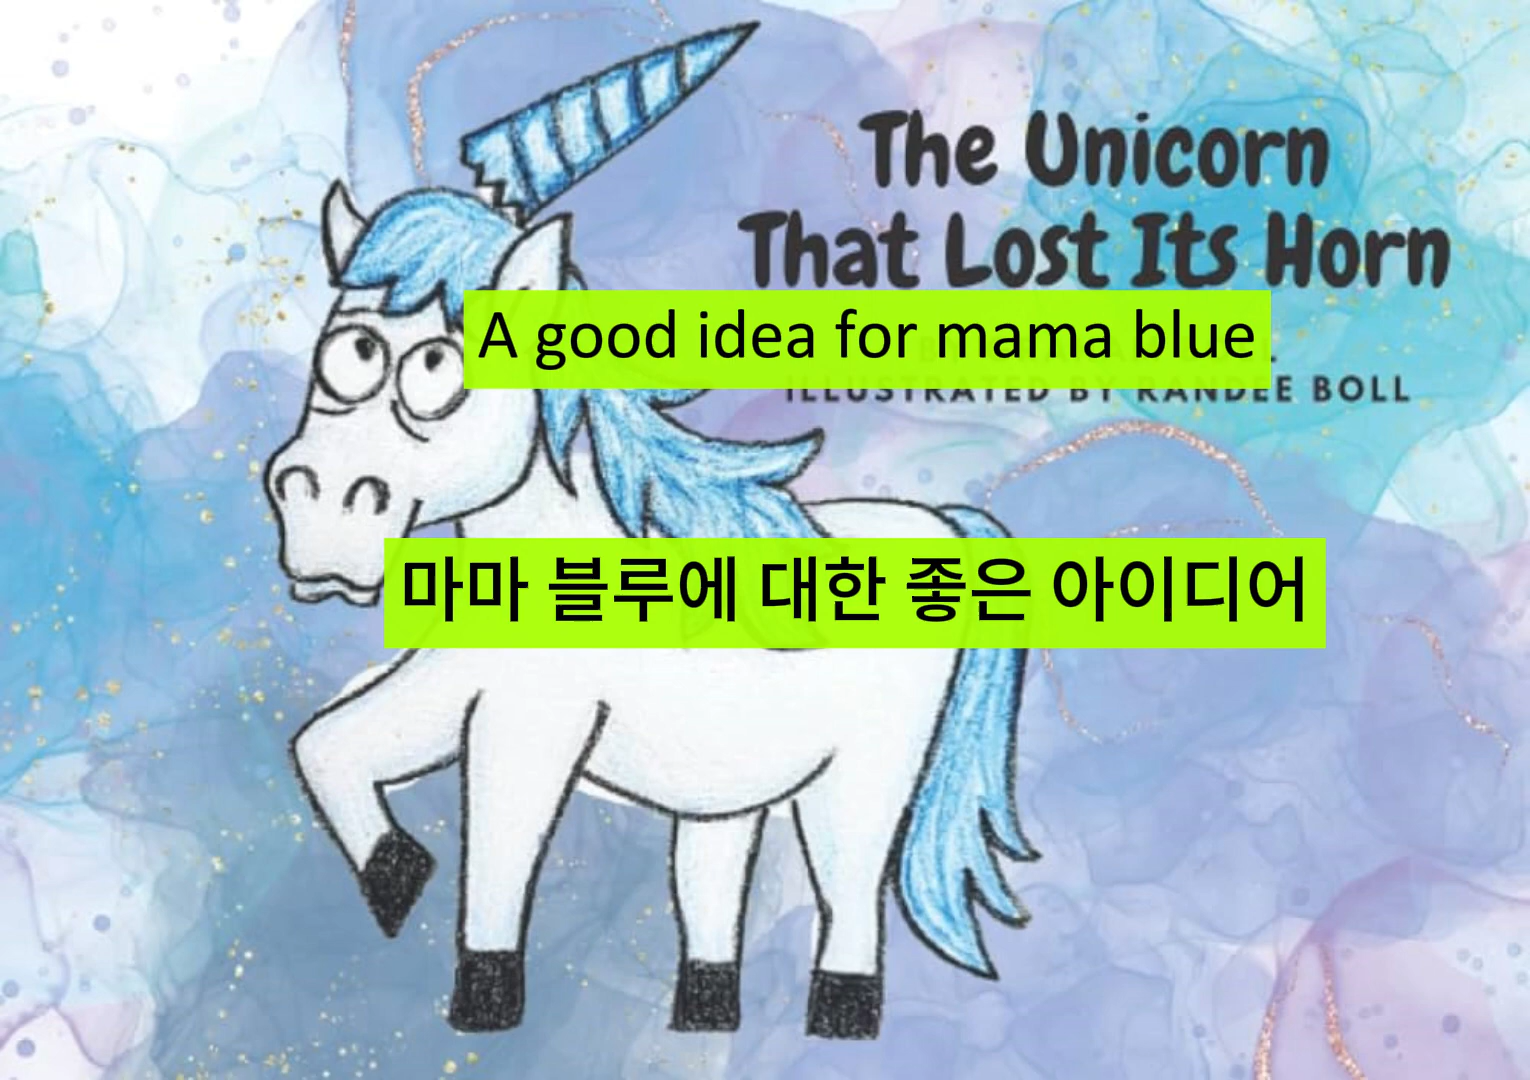 The Unicorn
That Lost Its Horn
A good idea for mama blue
ILLUSTRATED BY RANDEE BOLL
마마 블루에 대한 좋은 아이디어